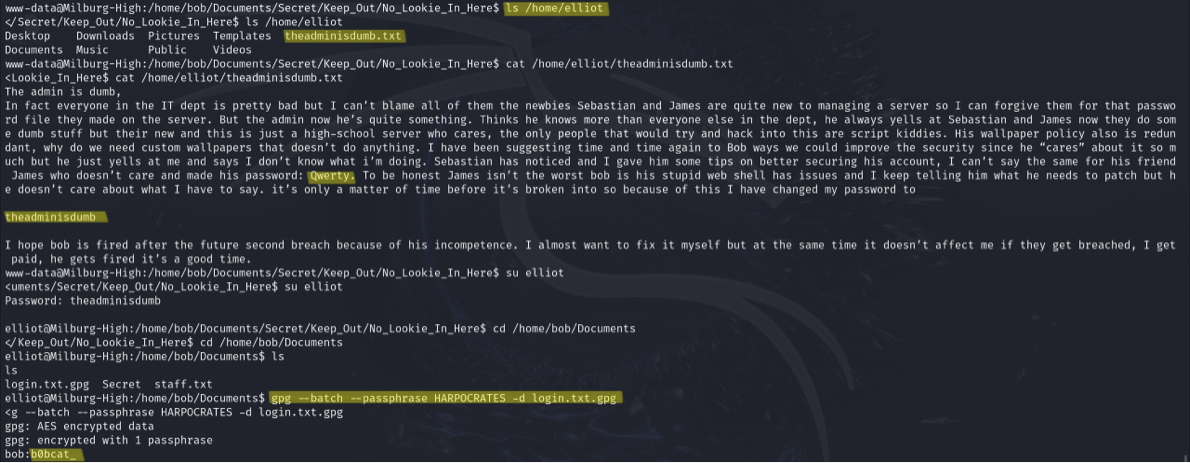 www-data@Milburg-High:/home/bob/Documents/Secret/Keep_Out/No_Lookie_In_Here$ ls /home/elliot
</Secret/Keep_Out/No_Lookie_In_Here$ ls /home/elliot
Desktop    Downloads  Pictures  Templates  theadminisdumb.txt
Documents  Music      Public    Videos
www-data@Milburg-High:/home/bob/Documents/Secret/Keep_Out/No_Lookie_In_Here$ cat /home/elliot/theadminisdumb.txt
<Lookie_In_Here$ cat /home/elliot/theadminisdumb.txt
The admin is dumb,
In fact everyone in the IT dept is pretty bad but I can’t blame all of them the newbies Sebastian and James are quite new to managing a server so I can forgive them for that passwo
rd file they made on the server. But the admin now he’s quite something. Thinks he knows more than everyone else in the dept, he always yells at Sebastian and James now they do som
e dumb stuff but their new and this is just a high-school server who cares, the only people that would try and hack into this are script kiddies. His wallpaper policy also is redun
dant, why do we need custom wallpapers that doesn’t do anything. I have been suggesting time and time again to Bob ways we could improve the security since he “cares” about it so m
uch but he just yells at me and says I don’t know what i’m doing. Sebastian has noticed and I gave him some tips on better securing his account, I can’t say the same for his friend
 James who doesn’t care and made his password: Qwerty. To be honest James isn’t the worst bob is his stupid web shell has issues and I keep telling him what he needs to patch but h
e doesn’t care about what I have to say. it’s only a matter of time before it’s broken into so because of this I have changed my password to
theadminisdumb
I hope bob is fired after the future second breach because of his incompetence. I almost want to fix it myself but at the same time it doesn’t affect me if they get breached, I get
 paid, he gets fired it’s a good time.
www-data@Milburg-High:/home/bob/Documents/Secret/Keep_Out/No_Lookie_In_Here$ su elliot
<uments/Secret/Keep_Out/No_Lookie_In_Here$ su elliot
Password: theadminisdumb
elliot@Milburg-High:/home/bob/Documents/Secret/Keep_Out/No_Lookie_In_Here$ cd /home/bob/Documents
</Keep_Out/No_Lookie_In_Here$ cd /home/bob/Documents
elliot@Milburg-High:/home/bob/Documents$ ls
ls
login.txt.gpg  Secret  staff.txt
elliot@Milburg-High:/home/bob/Documents$ gpg --batch --passphrase HARPOCRATES -d login.txt.gpg
<g --batch --passphrase HARPOCRATES -d login.txt.gpg
gpg: AES encrypted data
gpg: encrypted with 1 passphrase
bob:b0bcat_